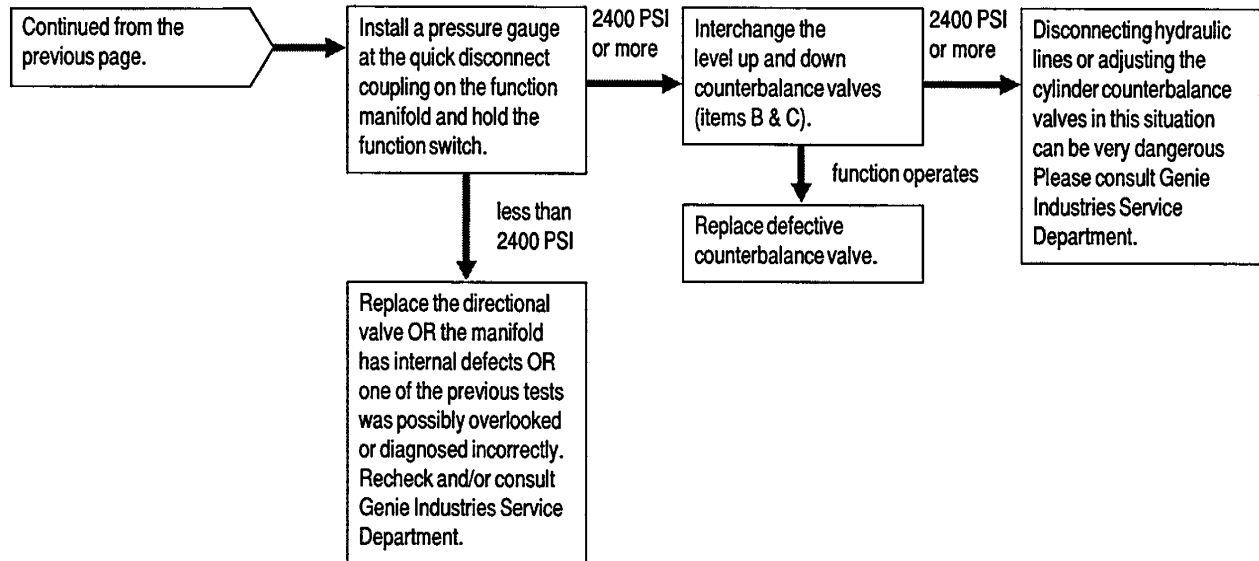 Continued from the
previous page.
Install a pressure gauge
at the quick disconnect
coupling on the function
manifold and hold the
function switch.
2400 PSI
or more
Interchange the
level up and down
counterbalance valves
(items B & C).
2400 PSI
or more
Disconnecting hydraulic
lines or adjusting the
cylinder counterbalance
valves in this situation
can be very dangerous
Please consult Genie
Industries Service
Department.
less than
2400 PSI
function operates
Replace defective
counterbalance valve.
Replace the directional
valve OR the manifold
has internal defects OR
one of the previous tests
was possibly overlooked
or diagnosed incorrectly.
Recheck and/or consult
Genie Industries Service
Department.